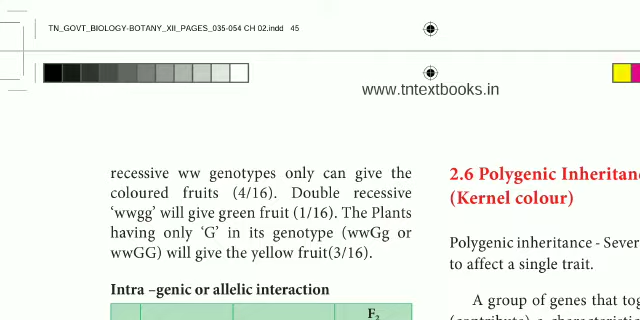 TN_GOVT_BIOLOGY-BOTANY_XII_PAGES_035-054 CH 02.indd 45
www.tntextbooks.in
recessive ww genotypes only can give the
coloured fruits (4/16). Double recessive
‘wwgg’ will give green fruit (1/16). The Plants
having only ‘G’ in its genotype (wwGg or
wwGG) will give the yellow fruit(3/16).
Intra –genic or allelic interaction
F2
2.6 Polygenic Inheritanc
(Kernel colour)
Polygenic inheritance - Sever
to affect a single trait.
A group of genes that tog